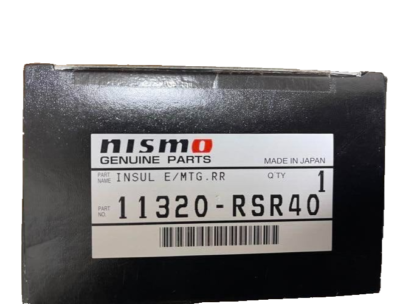 nismo
GENUINE PARTS
MADE IN JAPAN
PART NAME INSUL E/MTG.RR Q'TY 1
PART NO. 11320-RSR40